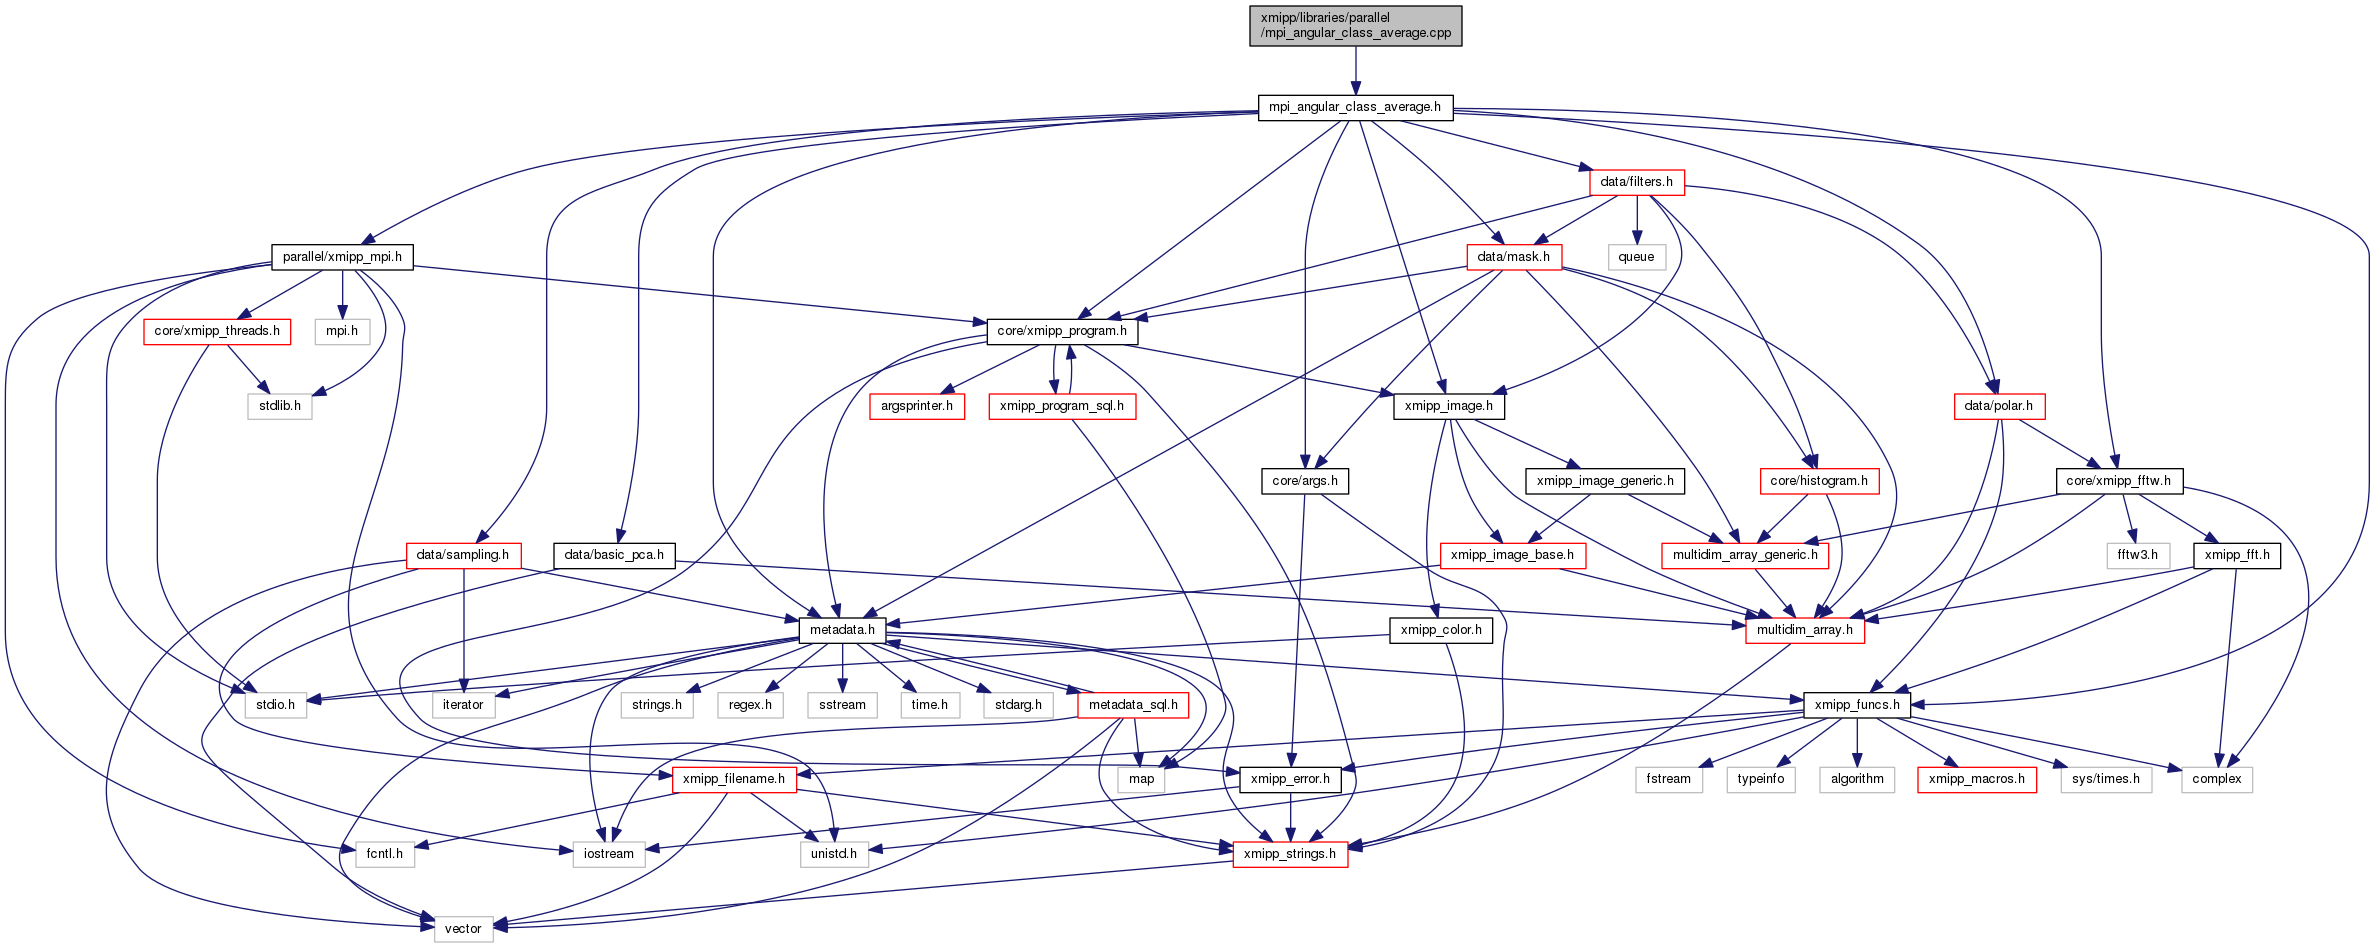 xmipp/libraries/parallel
/mpi_angular_class_average.cpp
mpi_angular_class_average.h
data/filters.h
parallel/xmipp_mpi.h
data/mask.h
queue
core/xmipp_threads.h
mpi.h
core/xmipp_program.h
stdlib.h
argsprinter.h
xmipp_program_sql.h
xmipp_image.h
data/polar.h
core/args.h
xmipp_image_generic.h
core/histogram.h
core/xmipp_fftw.h
data/sampling.h
data/basic_pca.h
xmipp_image_base.h
multidim_array_generic.h
fftw3.h
xmipp_fft.h
metadata.h
xmipp_color.h
multidim_array.h
stdio.h
iterator
strings.h
regex.h
sstream
time.h
stdarg.h
metadata_sql.h
xmipp_funcs.h
xmipp_filename.h
map
xmipp_error.h
fstream
typeinfo
algorithm
xmipp_macros.h
sys/times.h
complex
fcntl.h
iostream
unistd.h
xmipp_strings.h
vector